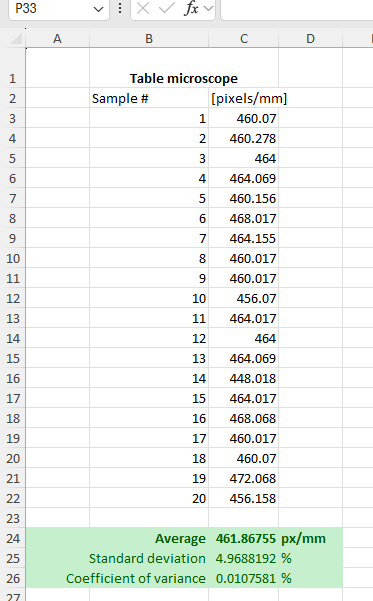 P33 fx
A B C D
1 Table microscope
2 Sample # [pixels/mm]
3 1 460.07
4 2 460.278
5 3 464
6 4 464.069
7 5 460.156
8 6 468.017
9 7 464.155
10 8 460.017
11 9 460.017
12 10 456.07
13 11 464.017
14 12 464
15 13 464.069
16 14 448.018
17 15 464.017
18 16 468.068
19 17 460.017
20 18 460.07
21 19 472.068
22 20 456.158
23
24 Average 461.86755 px/mm
25 Standard deviation 4.9688192 %
26 Coefficient of variance 0.0107581 %
27